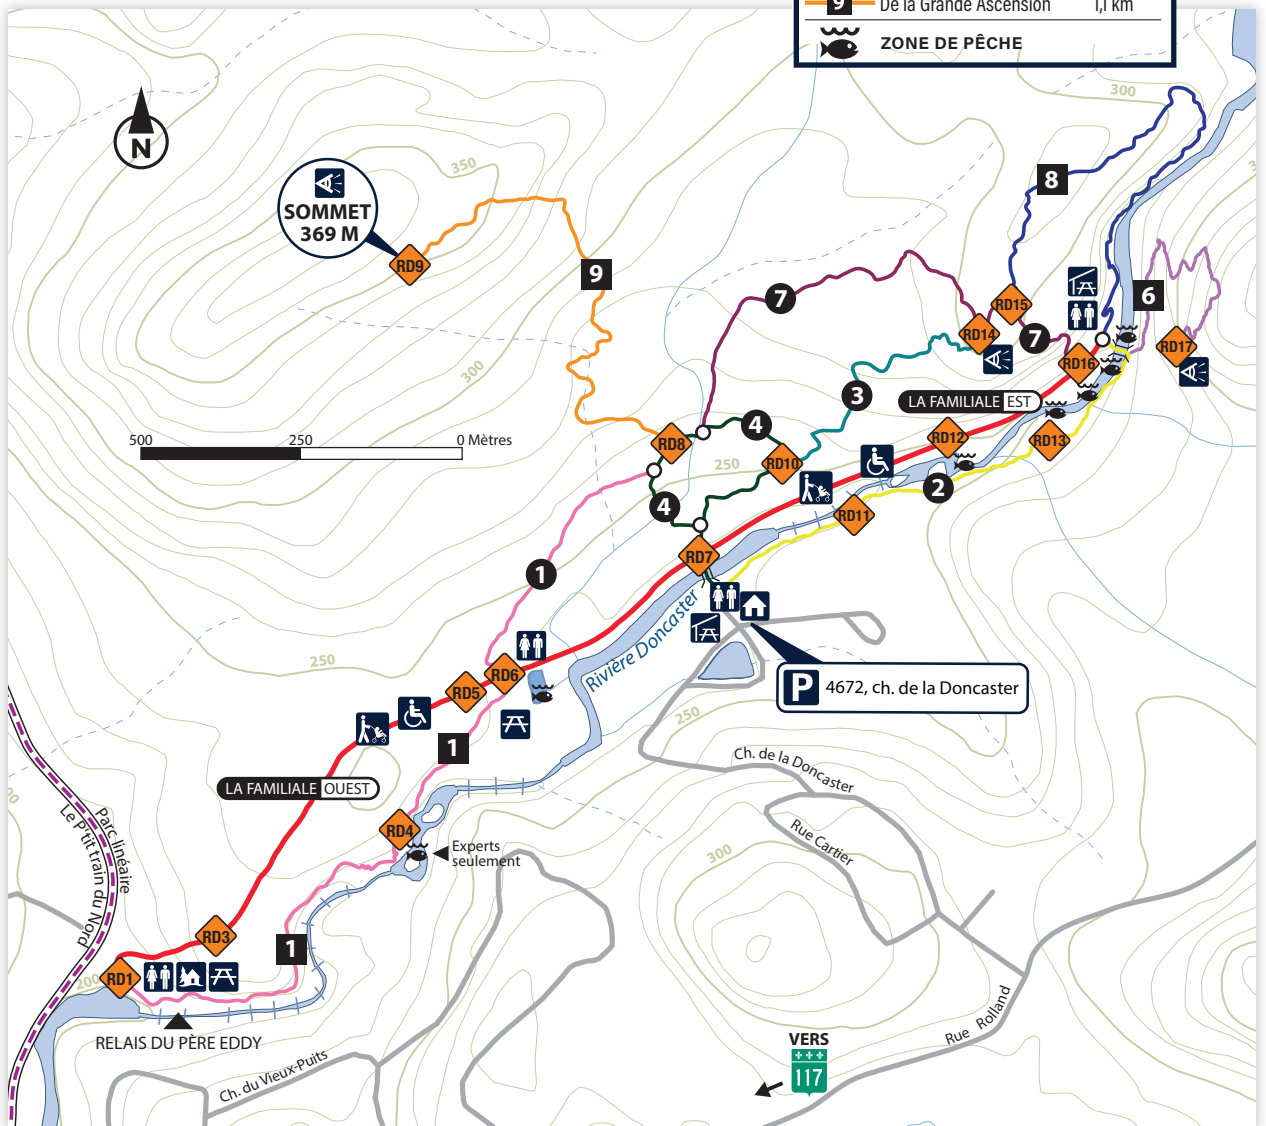 9 De la Grande Ascension 1,1 km
ZONE DE PÊCHE
N
SOMMET
369 M
RD9
350
300
300
9
8
7
RD15
RD14
7
6
RD17
RD16
3
LA FAMILIALE EST
500 250 0 Mètres
4
RD8
RD10
250
RD12
RD13
2
4
RD11
RD7
1
Rivière Doncaster
250
RD6
RD5
P 4672, ch. de la Doncaster
250
1
Ch. de la Doncaster
LA FAMILIALE OUEST
Parc linéaire
Le P'tit train du Nord
RD4
Experts
seulement
Rue Cartier
300
RD3
1
RD1
200
RELAIS DU PÈRE EDDY
Ch. du Vieux-Puits
Rue Rolland
VERS
117